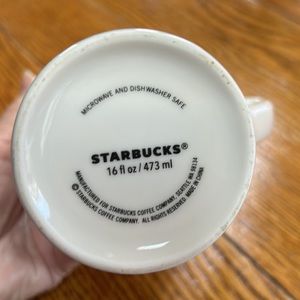 MICROWAVE AND DISHWASHER SAFE
STARBUCKS®
16 fl oz / 473 ml
MANUFACTURED FOR STARBUCKS COFFEE COMPANY, SEATTLE, WA 98134
© STARBUCKS COFFEE COMPANY. ALL RIGHTS RESERVED. MADE IN CHINA